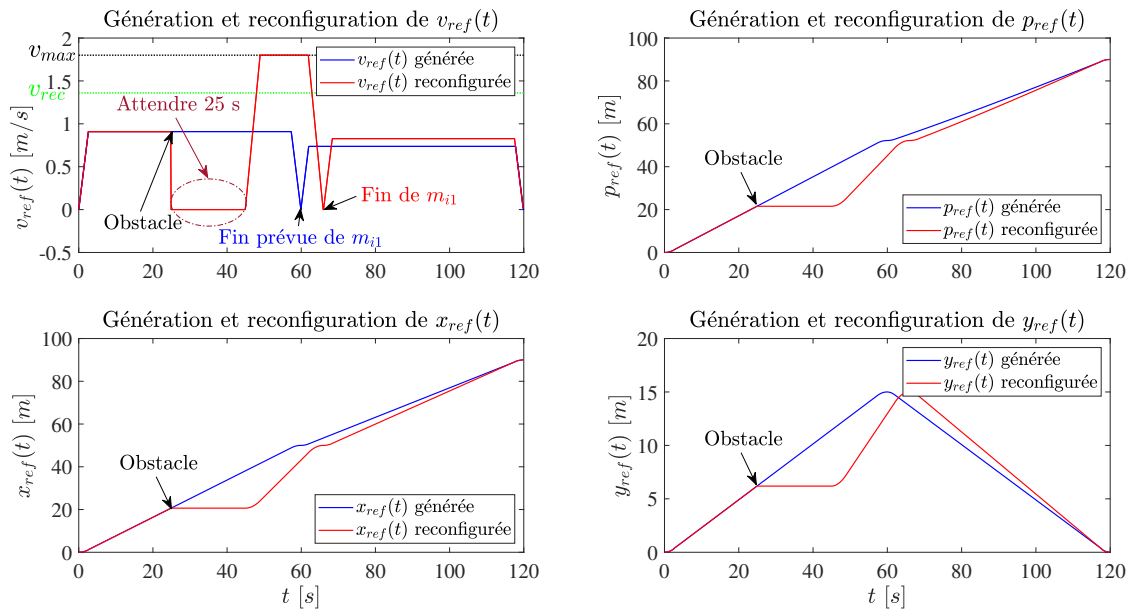 Génération et reconfiguration de v_ref(t)
v_ref(t) [m/s]
2
1.5
1
0.5
0
-0.5
v_max
v_rec
v_ref(t) générée
v_ref(t) reconfigurée
Attendre 25 s
Obstacle
Fin de m_i1
Fin prévue de m_i1
0 20 40 60 80 100 120
Génération et reconfiguration de p_ref(t)
p_ref(t) [m]
100
80
60
40
20
0
Obstacle
p_ref(t) générée
p_ref(t) reconfigurée
0 20 40 60 80 100 120
Génération et reconfiguration de x_ref(t)
x_ref(t) [m]
100
80
60
40
20
0
Obstacle
x_ref(t) générée
x_ref(t) reconfigurée
0 20 40 60 80 100 120
t [s]
Génération et reconfiguration de y_ref(t)
y_ref(t) [m]
20
15
10
5
0
y_ref(t) générée
y_ref(t) reconfigurée
Obstacle
0 20 40 60 80 100 120
t [s]